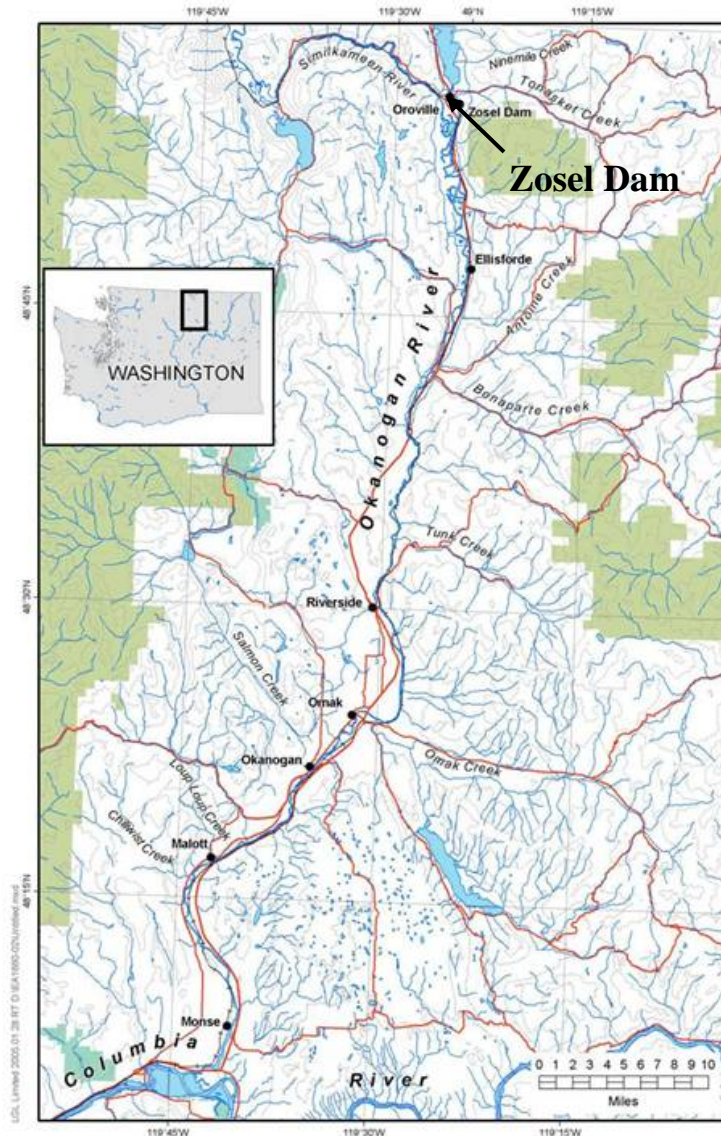 119°45'W
119°30'W
49°N
119°15'W
Similkameen River
Ninemile Creek
Tonasket Creek
Oroville
Zosel Dam
Zosel Dam
Okanogan River
Ellisforde
48°45'N
Antoine Creek
WASHINGTON
Bonaparte Creek
Tunk Creek
48°30'N
Riverside
Salmon Creek
Omak
Okanogan
Omak Creek
Loup Loup Creek
Chiliwist Creek
Malott
48°15'N
Monse
Columbia
River
0 1 2 3 4 5 6 7 8 9 10
Miles
119°45'W
119°30'W
119°15'W